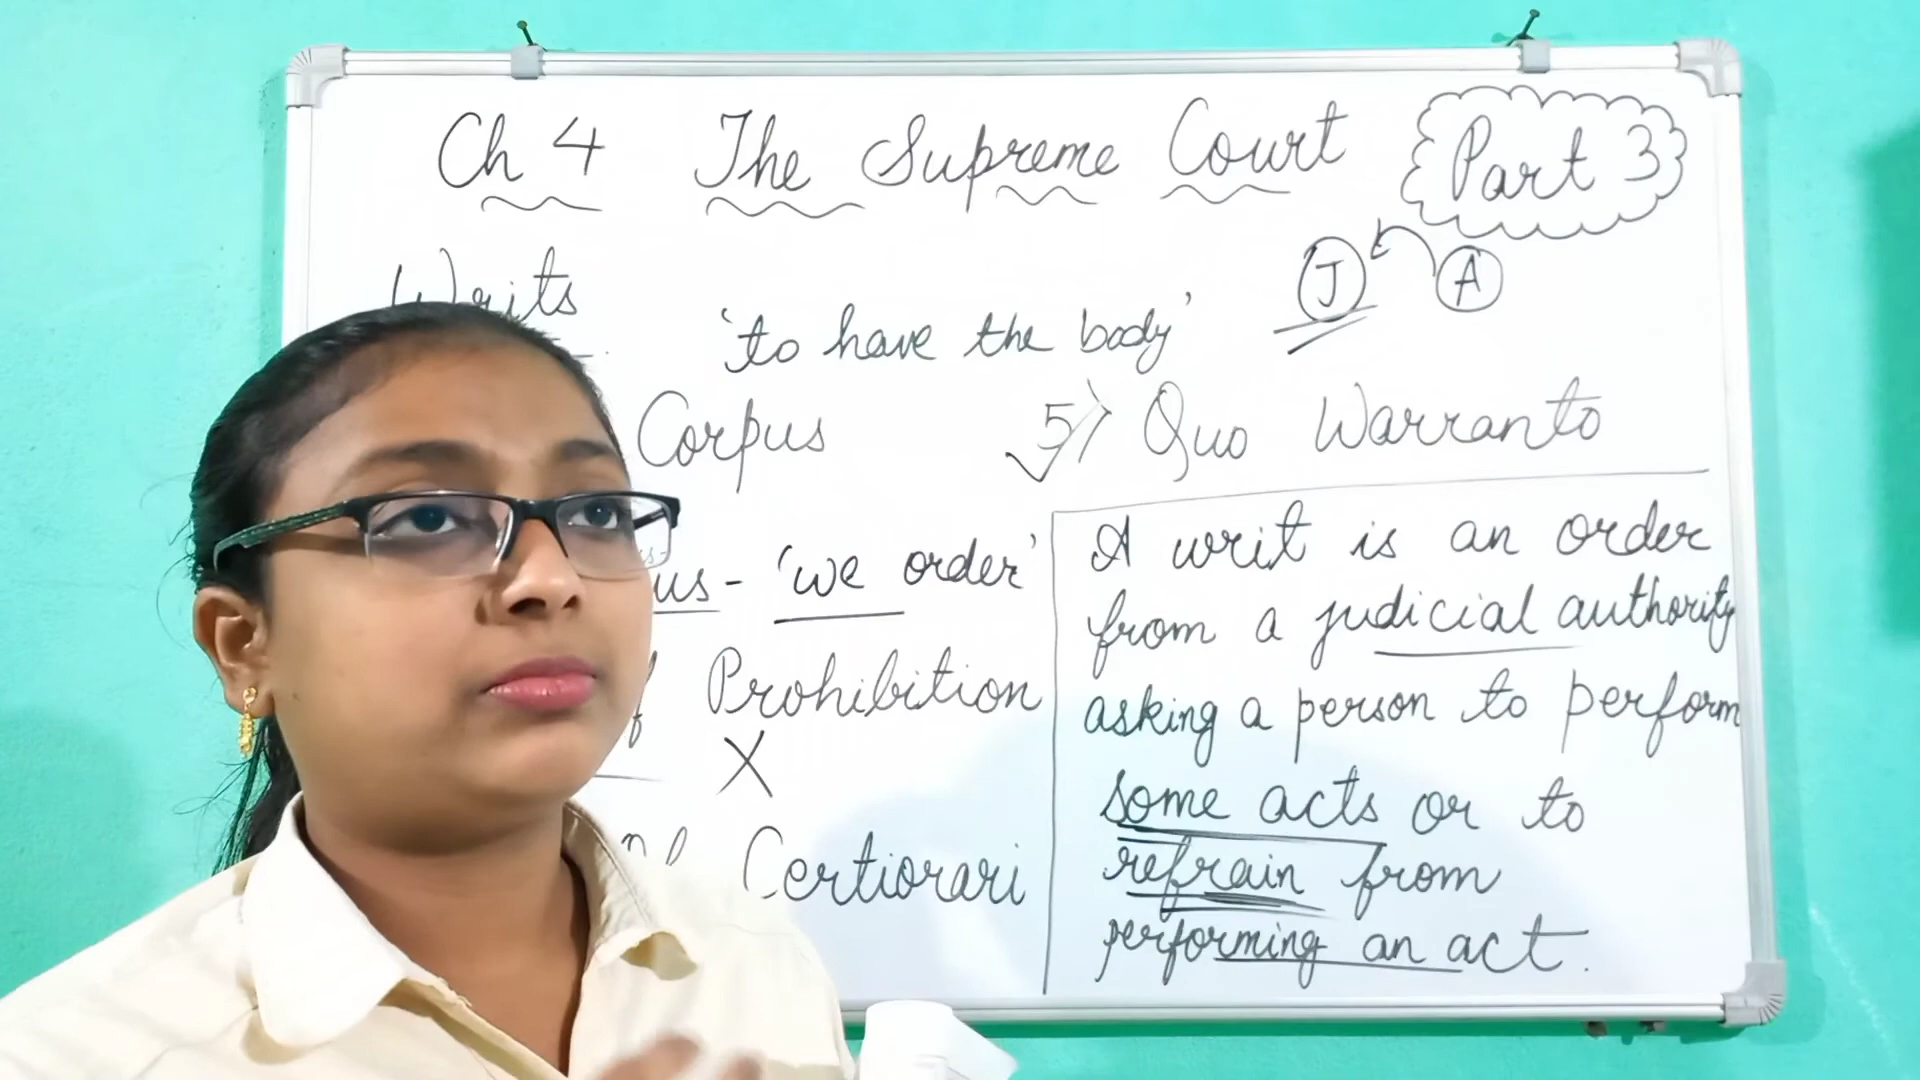 Ch 4 The Supreme Court
Part 3
Writs
J A
'to have the body'
Corpus
5) Quo Warranto
us - 'we order'
Prohibition
X
Certiorari
A writ is an order
from a judicial authority
asking a person to perform
some acts or to
refrain from
performing an act.